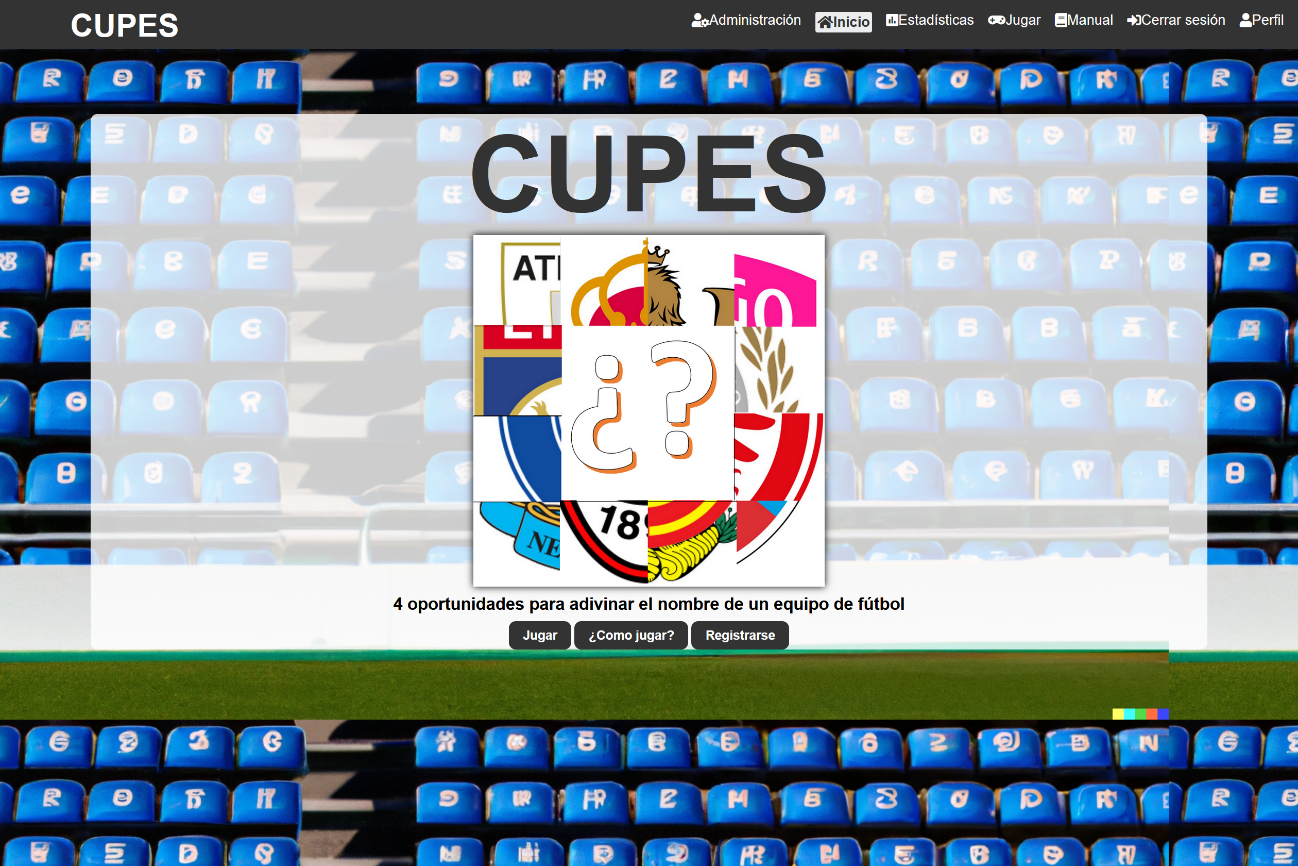 CUPES
Administración
Inicio
Estadísticas
Jugar
Manual
Cerrar sesión
Perfil
CUPES
¿?
4 oportunidades para adivinar el nombre de un equipo de fútbol
Jugar
¿Como jugar?
Registrarse